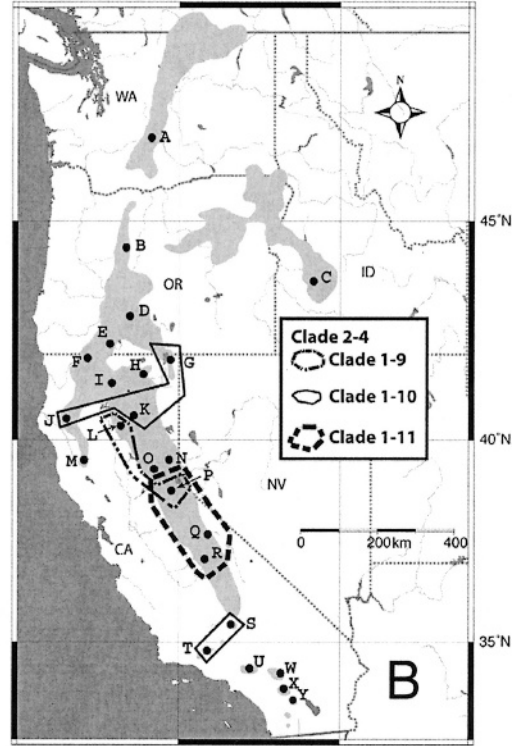 N
WA
A
45°N
B
OR
ID
C
D
E
F
G
H
I
Clade 2-4
Clade 1-9
Clade 1-10
Clade 1-11
J
K
L
40°N
M
O
N
P
NV
Q
0 200km 400
R
CA
S
35°N
T
U
W
X
Y
B